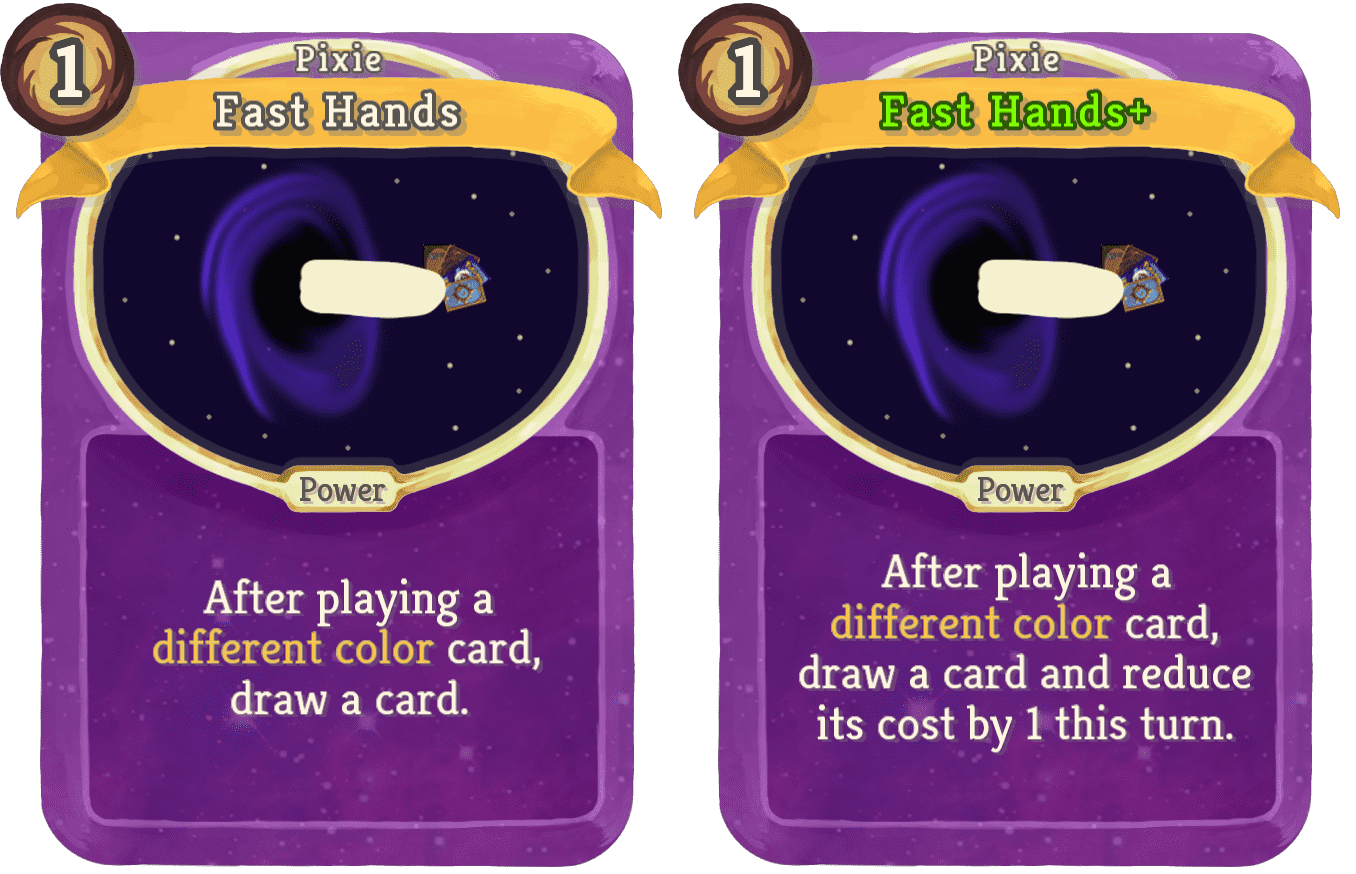 1
Pixie
Fast Hands
Power
After playing a
different color card,
draw a card.
1
Pixie
Fast Hands+
Power
After playing a
different color card,
draw a card and reduce
its cost by 1 this turn.